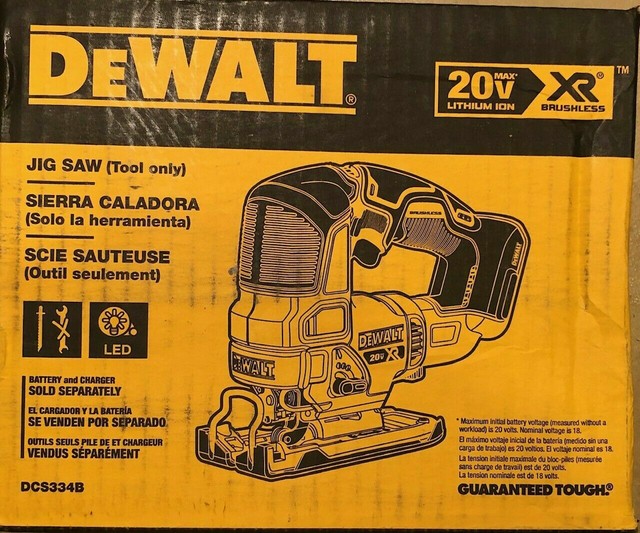 DEWALT®
20V MAX* LITHIUM ION XR® BRUSHLESS ™
JIG SAW (Tool only)
SIERRA CALADORA
(Solo la herramienta)
SCIE SAUTEUSE
(Outil seulement)
LED
BRUSHLESS
DEWALT
DEWALT
20V XR
DEWALT
BATTERY and CHARGER
SOLD SEPARATELY
EL CARGADOR Y LA BATERÍA
SE VENDEN POR SEPARADO
OUTILS SEULS PILE DE ET CHARGEUR
VENDUS SÉPARÉMENT
DCS334B
* Maximum initial battery voltage (measured without a
workload) is 20 volts. Nominal voltage is 18.
El máximo voltaje inicial de la batería (medido sin una
carga de trabajo) es 20 voltios. El voltaje nominal es 18.
La tension initiale maximale du bloc-piles (mesurée
sans charge de travail) est de 20 volts.
La tension nominale est de 18 volts.
GUARANTEED TOUGH.®